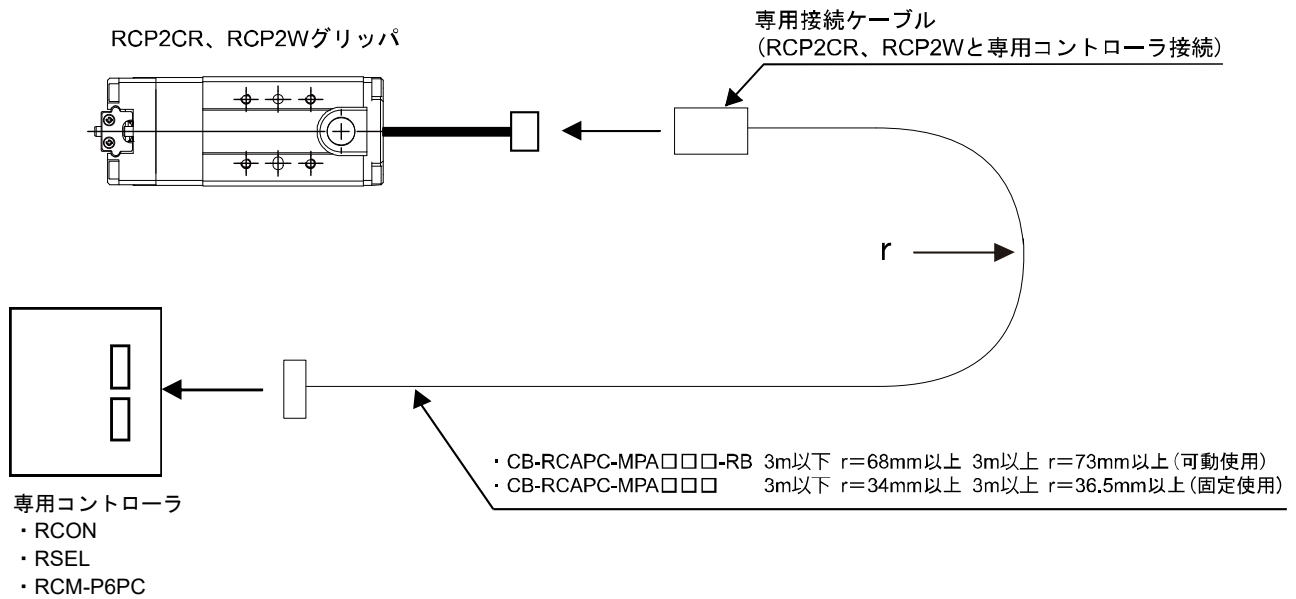 RCP2CR、RCP2Wグリッパ
専用接続ケーブル
(RCP2CR、RCP2Wと専用コントローラ接続)
r
・CB-RCAPC-MPA□□□-RB 3m以下 r=68mm以上 3m以上 r=73mm以上(可動使用)
・CB-RCAPC-MPA□□□ 3m以下 r=34mm以上 3m以上 r=36.5mm以上(固定使用)
専用コントローラ
・RCON
・RSEL
・RCM-P6PC